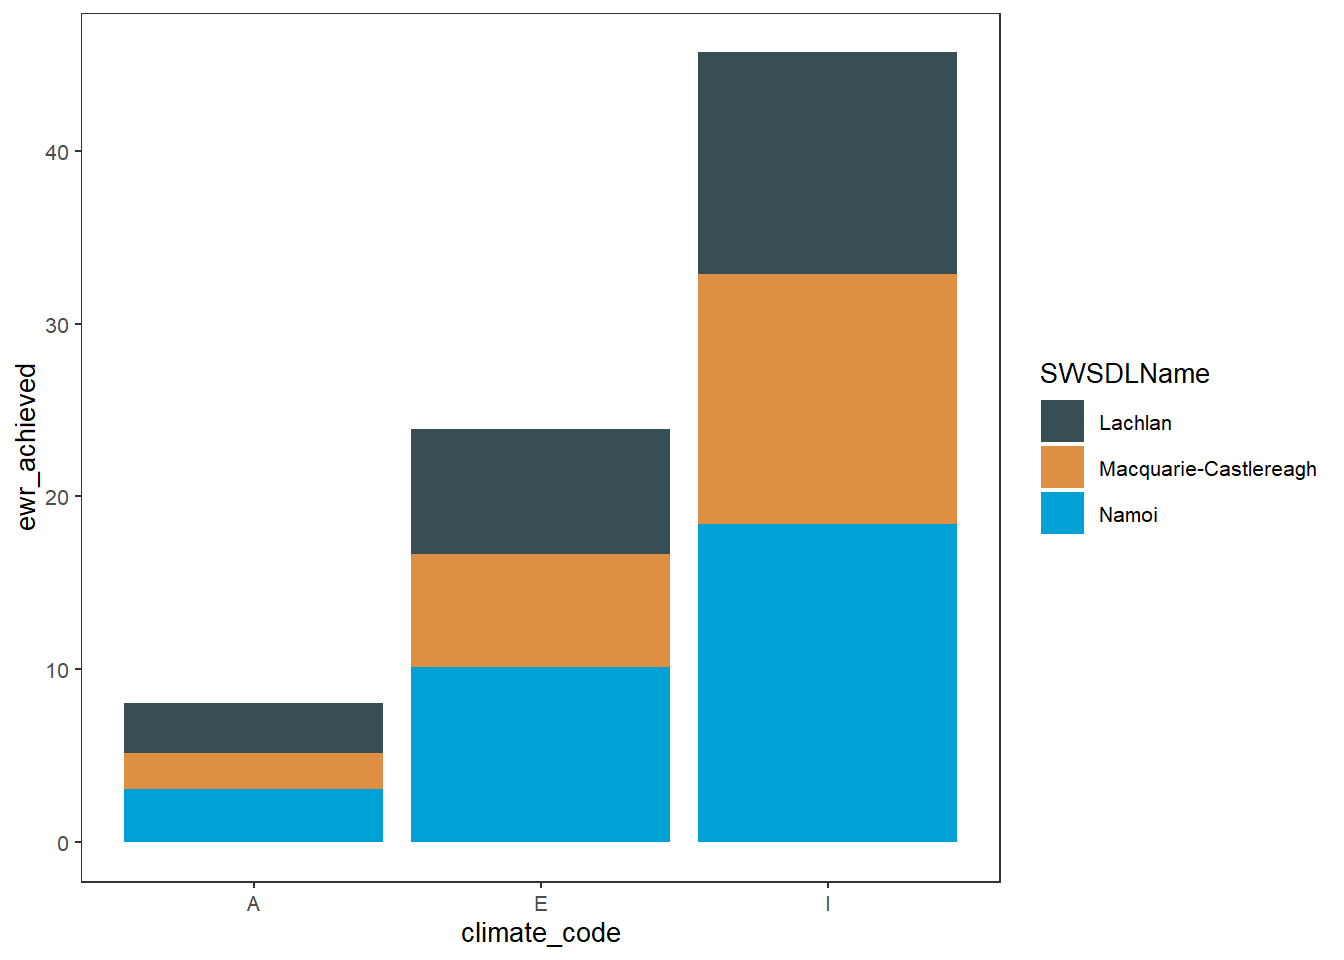 ewr_achieved
40
30
20
10
0
A E I
climate_code
SWSDLName
Lachlan
Macquarie-Castlereagh
Namoi